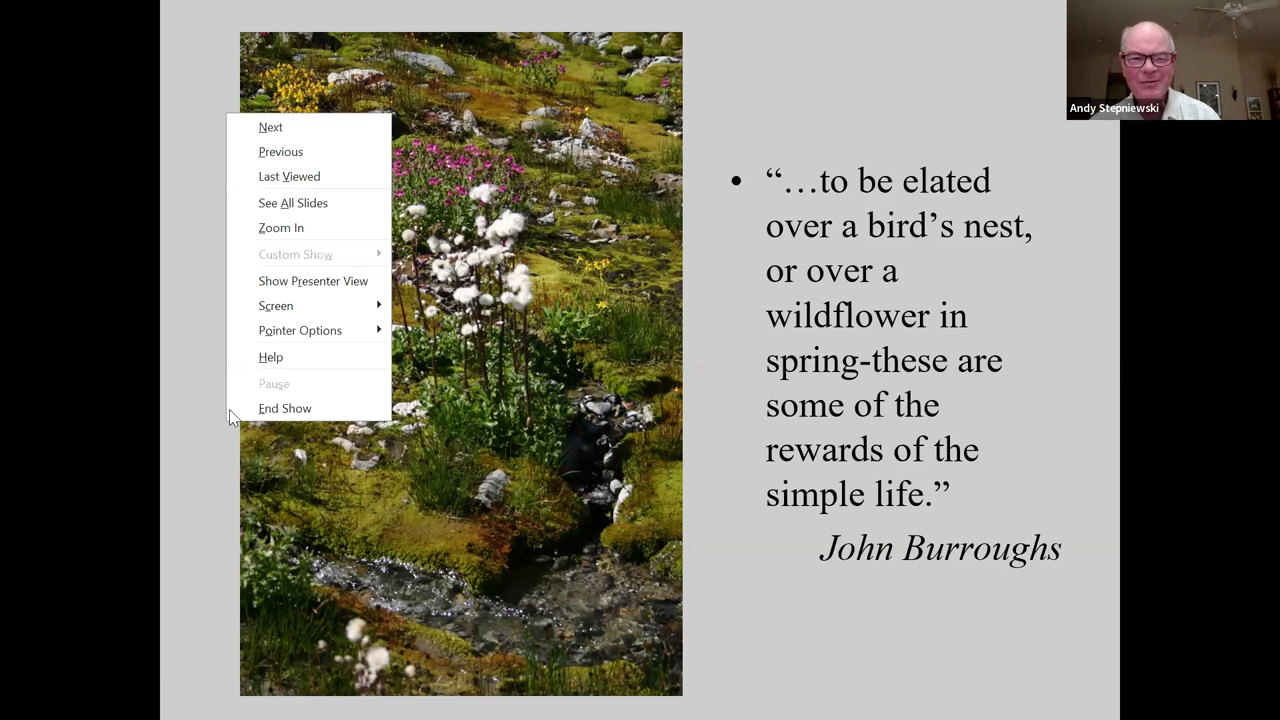 Andy Stepniewski
Next
Previous
Last Viewed
See All Slides
Zoom In
Custom Show
Show Presenter View
Screen
Pointer Options
Help
Pause
End Show
• “…to be elated
over a bird’s nest,
or over a
wildflower in
spring-these are
some of the
rewards of the
simple life.”
John Burroughs